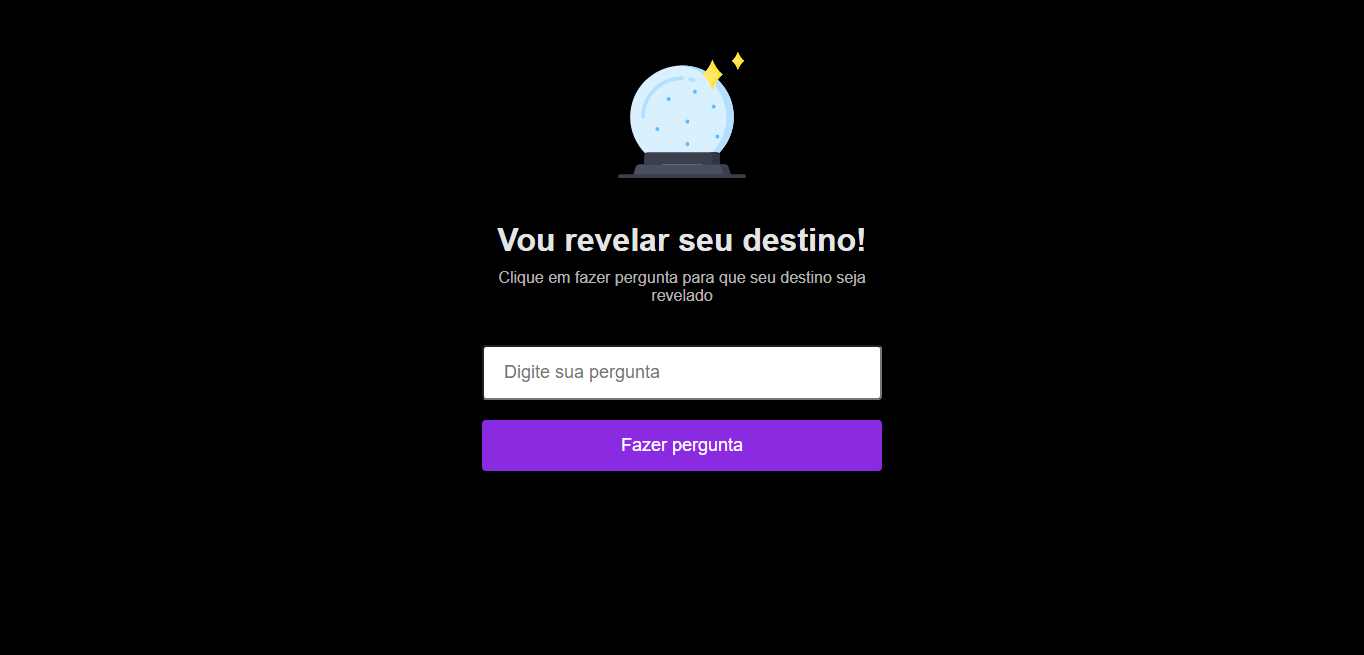 Vou revelar seu destino!
Clique em fazer pergunta para que seu destino seja
revelado
Digite sua pergunta
Fazer pergunta